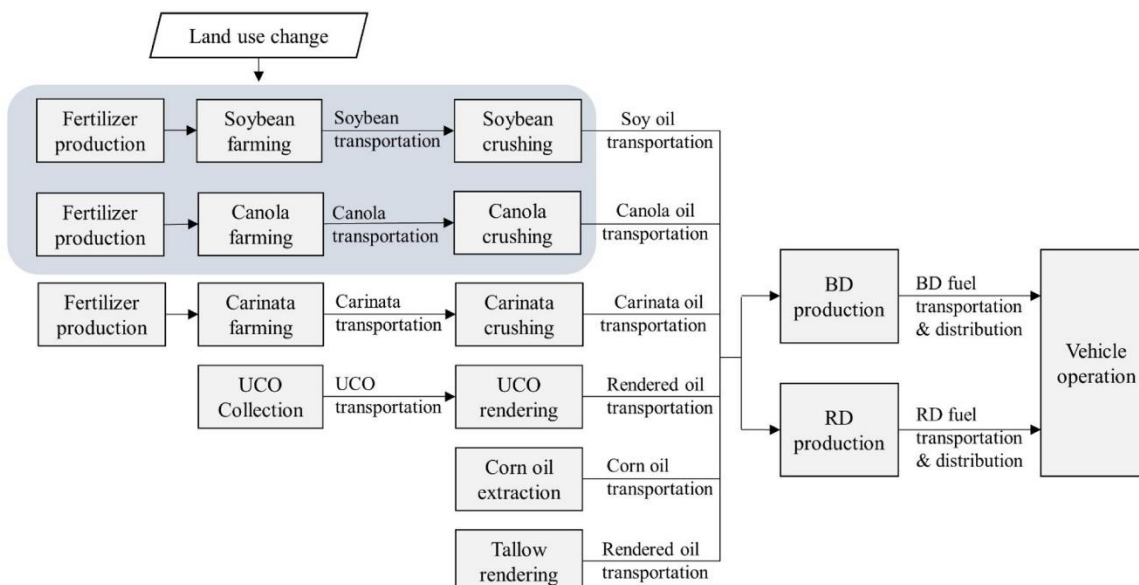 Land use change
Fertilizer
production
Soybean
farming
Soybean
transportation
Soybean
crushing
Soy oil
transportation
Fertilizer
production
Canola
farming
Canola
transportation
Canola
crushing
Canola oil
transportation
Fertilizer
production
Carinata
farming
Carinata
transportation
Carinata
crushing
Carinata oil
transportation
UCO
Collection
UCO
transportation
UCO
rendering
Rendered oil
transportation
Corn oil
extraction
Corn oil
transportation
Tallow
rendering
Rendered oil
transportation
BD
production
BD fuel
transportation
& distribution
RD
production
RD fuel
transportation
& distribution
Vehicle
operation